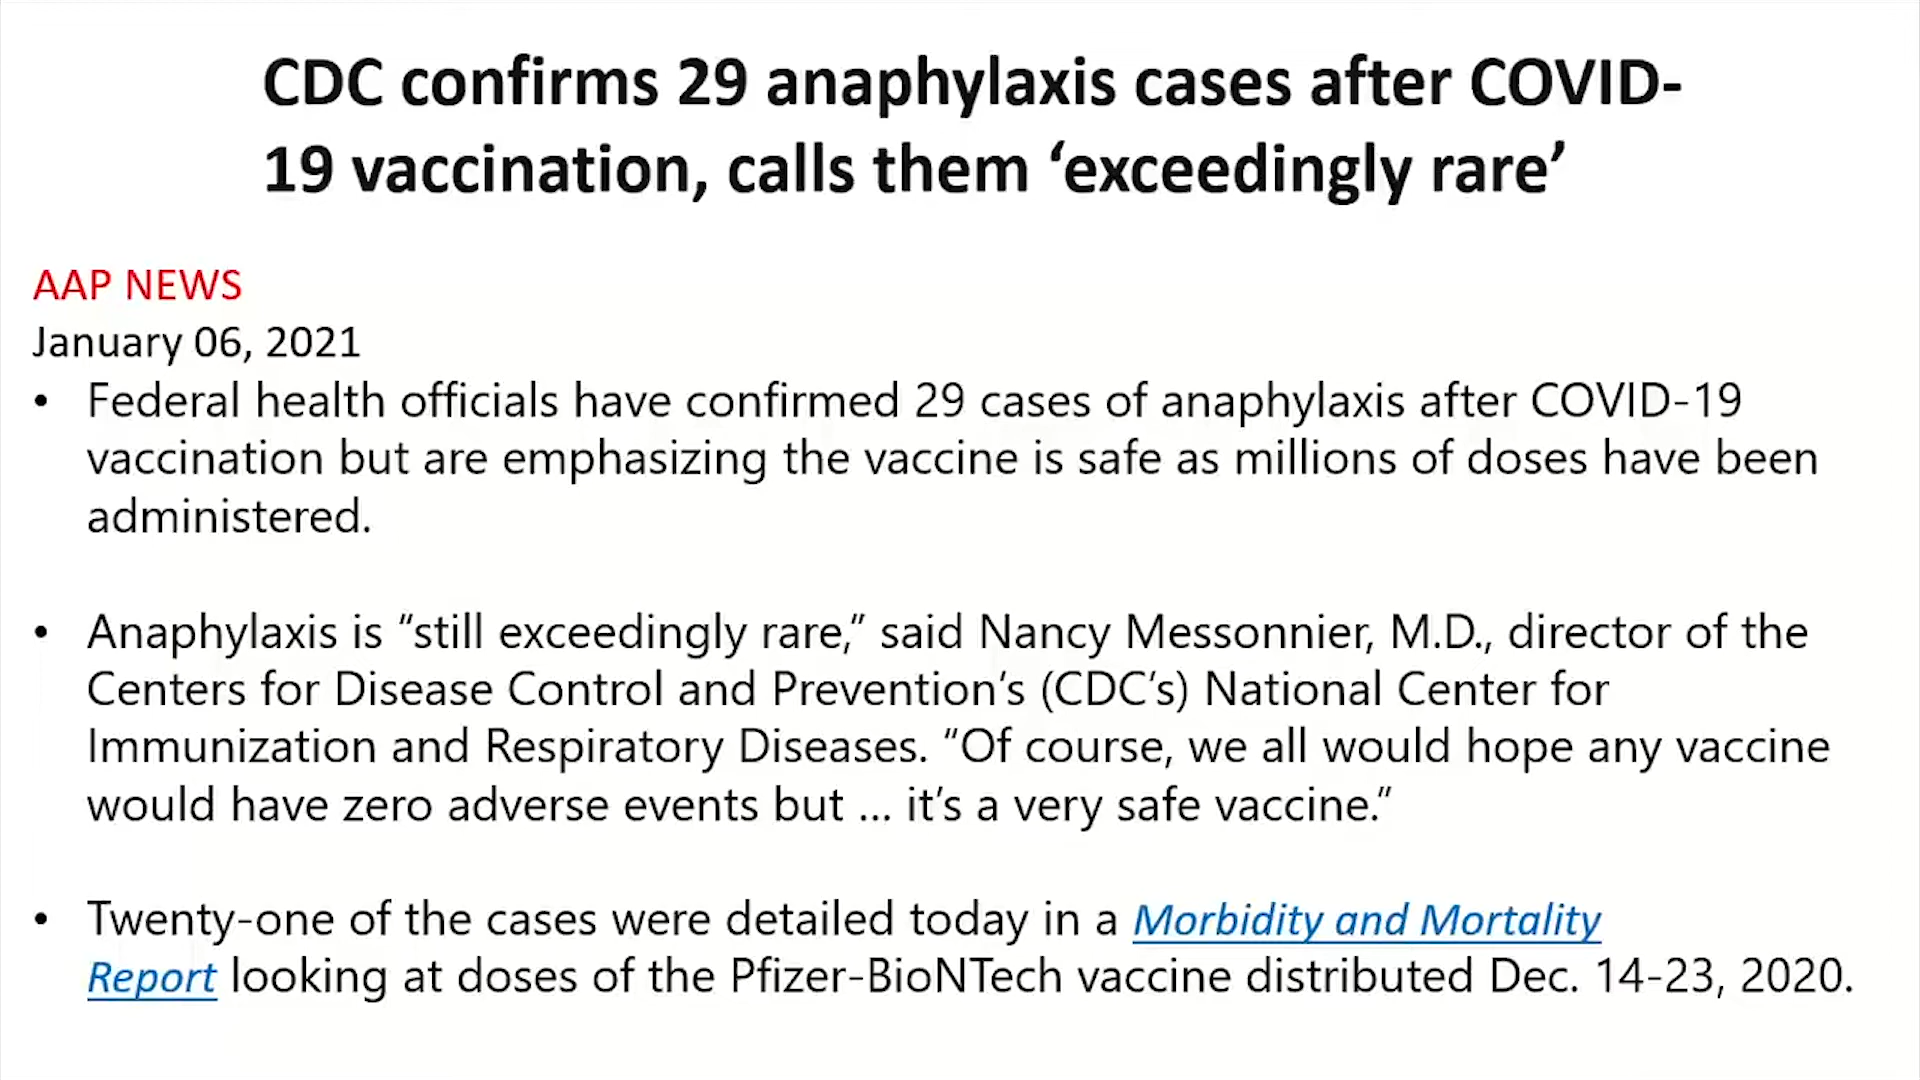 CDC confirms 29 anaphylaxis cases after COVID-
19 vaccination, calls them ‘exceedingly rare’
AAP NEWS
January 06, 2021
• Federal health officials have confirmed 29 cases of anaphylaxis after COVID-19
vaccination but are emphasizing the vaccine is safe as millions of doses have been
administered.
• Anaphylaxis is “still exceedingly rare,” said Nancy Messonnier, M.D., director of the
Centers for Disease Control and Prevention’s (CDC’s) National Center for
Immunization and Respiratory Diseases. “Of course, we all would hope any vaccine
would have zero adverse events but ... it’s a very safe vaccine.”
• Twenty-one of the cases were detailed today in a Morbidity and Mortality
Report looking at doses of the Pfizer-BioNTech vaccine distributed Dec. 14-23, 2020.